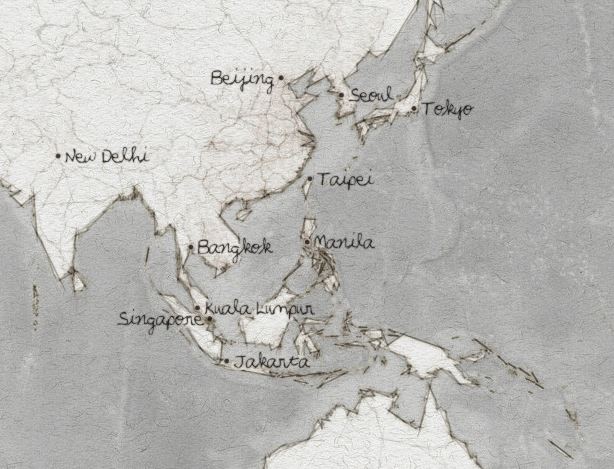 Beijing
Seoul
Tokyo
New Delhi
Taipei
Bangkok
Manila
Kuala Lumpur
Singapore
Jakarta